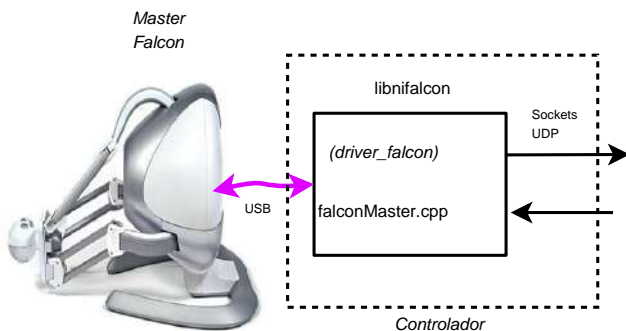 Master
Falcon
libnifalcon
Sockets
UDP
(driver_falcon)
USB
falconMaster.cpp
Controlador